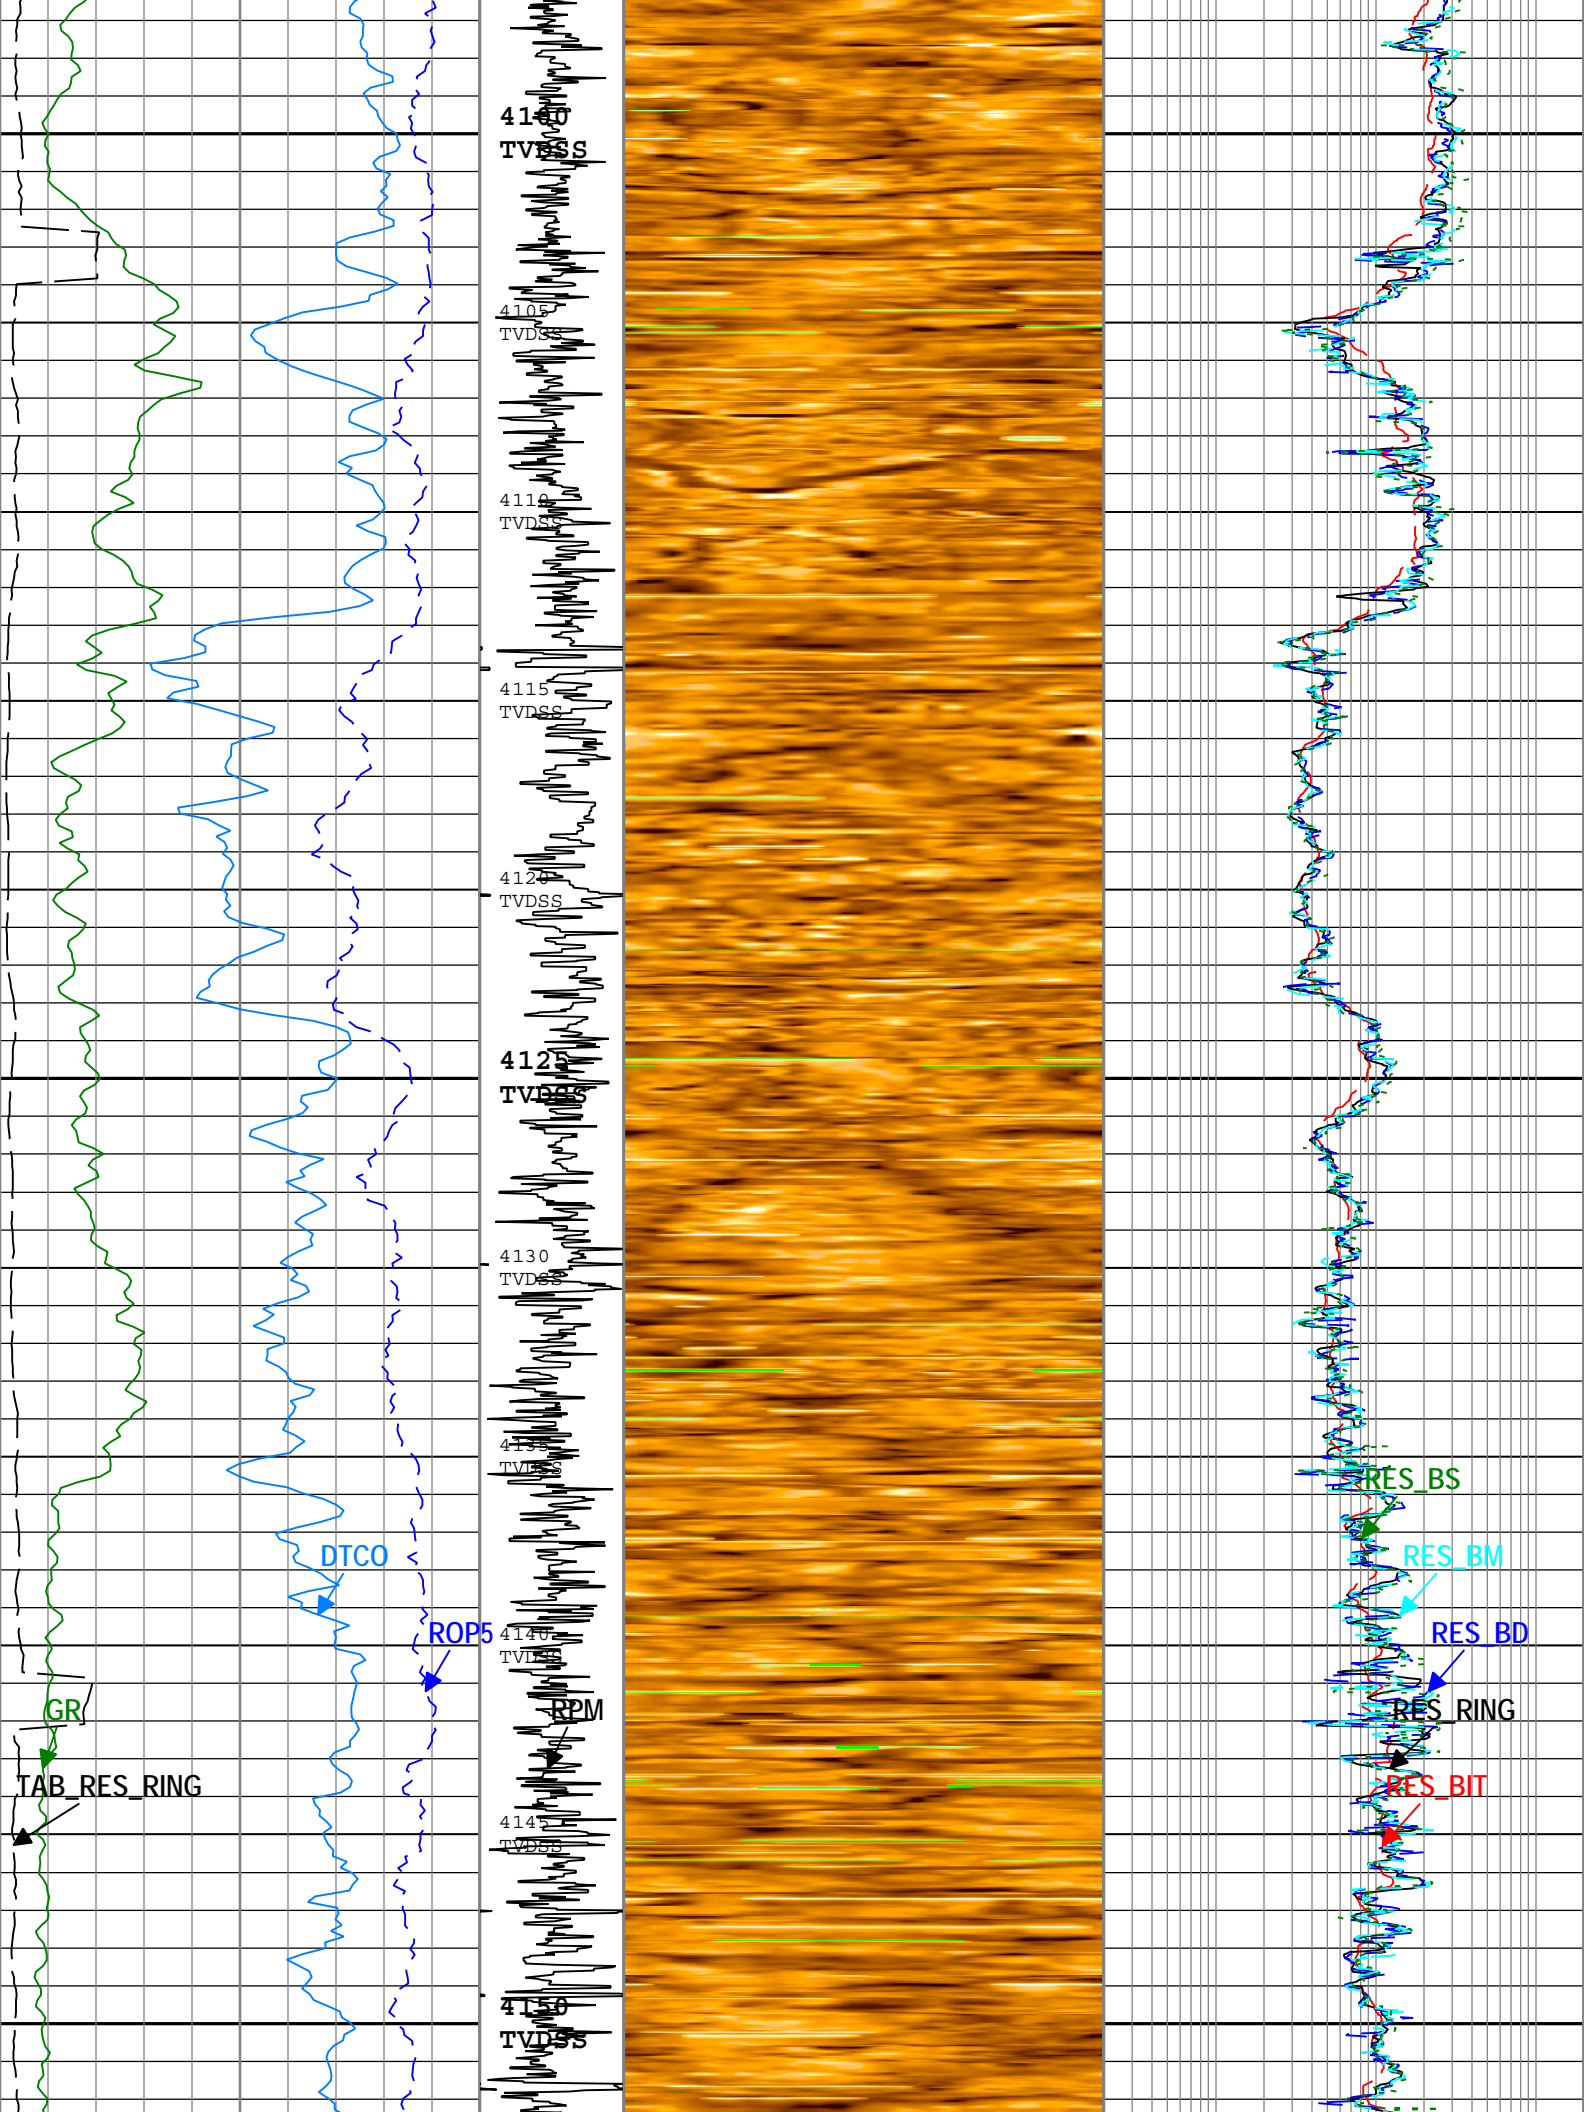 4100
TVDSS
4105
TVDSS
4110
TVDSS
4115
TVDSS
4120
TVDSS
4125
TVDSS
4130
TVDSS
4135
TVDSS
RES_BS
DTCO
RES_BM
ROP5
4140
TVDSS
RES_BD
GR
RPM
RES_RING
TAB_RES_RING
RES_BIT
4145
TVDSS
4150
TVDSS